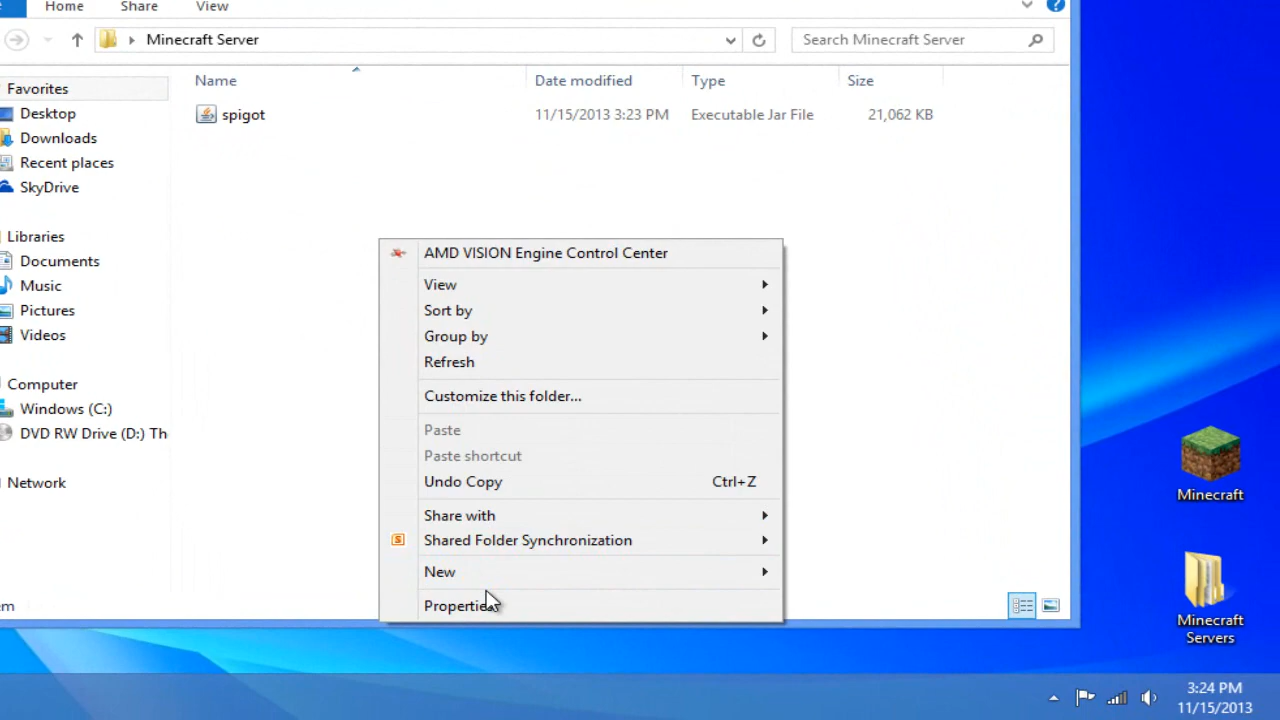 Home Share View
Minecraft Server
Search Minecraft Server
Name Date modified Type Size
spigot 11/15/2013 3:23 PM Executable Jar File 21,062 KB
Favorites
Desktop
Downloads
Recent places
SkyDrive
Libraries
Documents
Music
Pictures
Videos
Computer
Windows (C:)
DVD RW Drive (D:) Th
Network
em
AMD VISION Engine Control Center
View
Sort by
Group by
Refresh
Customize this folder...
Paste
Paste shortcut
Undo Copy Ctrl+Z
Share with
S
Shared Folder Synchronization
New
Properties
Minecraft
Minecraft
Servers
3:24 PM
11/15/2013